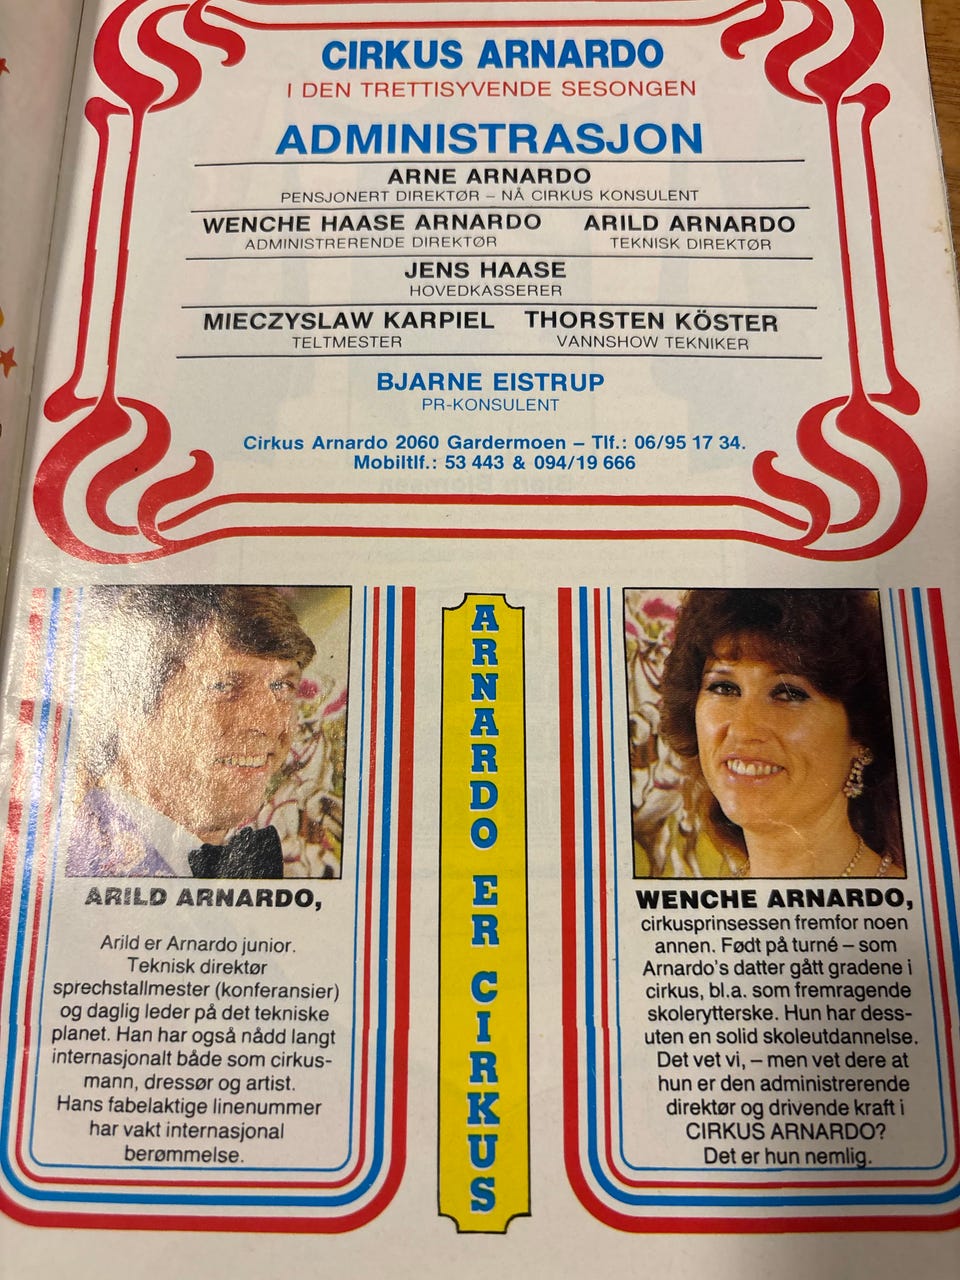 CIRKUS ARNARDO
I DEN TRETTISYVENDE SESONGEN
ADMINISTRASJON
ARNE ARNARDO
PENSJONERT DIREKTØR – NÅ CIRKUS KONSULENT
WENCHE HAASE ARNARDO ARILD ARNARDO
ADMINISTRERENDE DIREKTØR TEKNISK DIREKTØR
JENS HAASE
HOVEDKASSERER
MIECZYSLAW KARPIEL THORSTEN KÖSTER
TELTMESTER VANNSHOW TEKNIKER
BJARNE EISTRUP
PR-KONSULENT
Cirkus Arnardo 2060 Gardermoen – Tlf.: 06/95 17 34.
Mobiltlf.: 53 443 & 094/19 666
ARILD ARNARDO,
Arild er Arnardo junior.
Teknisk direktør
sprechstallmester (konferansier)
og daglig leder på det tekniske
planet. Han har også nådd langt
internasjonalt både som cirkus-
mann, dressør og artist.
Hans fabelaktige linenummer
har vakt internasjonal
berømmelse.
ARNARDO ER CIRKUS
WENCHE ARNARDO,
cirkusprinsessen fremfor noen
annen. Født på turné – som
Arnardo's datter gått gradene i
cirkus, bl.a. som fremragende
skolerytterske. Hun har dess-
uten en solid skoleutdannelse.
Det vet vi, – men vet dere at
hun er den administrerende
direktør og drivende kraft i
CIRKUS ARNARDO?
Det er hun nemlig.